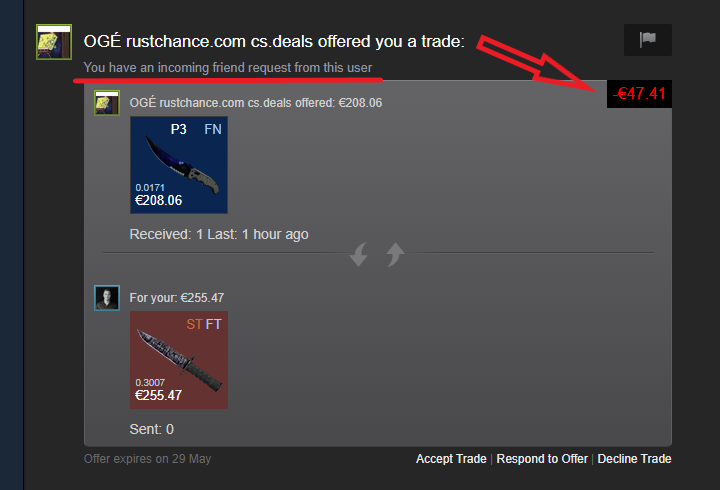 OGÉ rustchance.com cs.deals offered you a trade:
You have an incoming friend request from this user
-€47.41
OGÉ rustchance.com cs.deals offered: €208.06
P3 FN
0.0171
€208.06
Received: 1 Last: 1 hour ago
For your: €255.47
ST FT
0.3007
€255.47
Sent: 0
Offer expires on 29 May
Accept Trade | Respond to Offer | Decline Trade